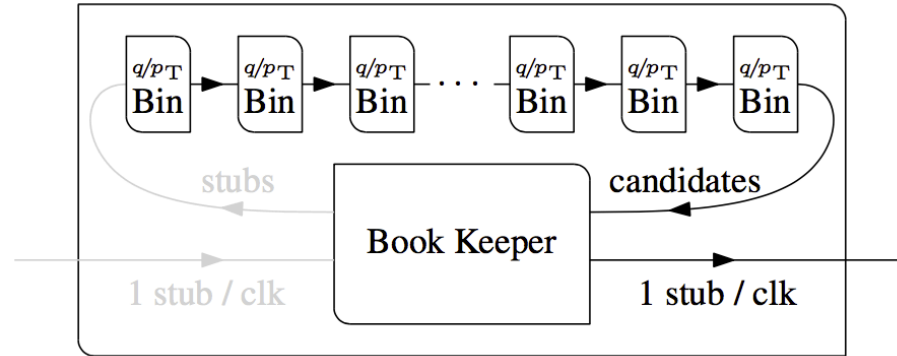 q/pT q/pT q/pT q/pT q/pT q/pT
Bin Bin Bin ... Bin Bin Bin
stubs candidates
Book Keeper
1 stub / clk 1 stub / clk